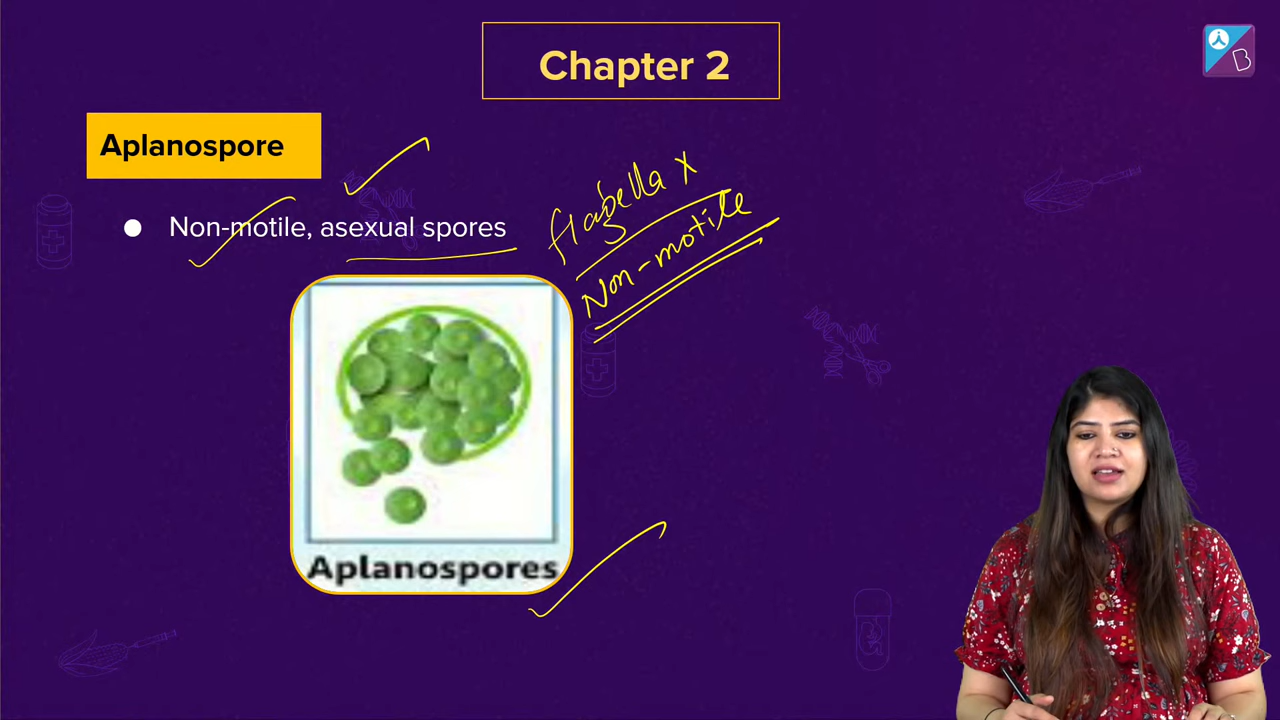 Chapter 2
B
Aplanospore
● Non-motile, asexual spores
flagella x
Non-motile
Aplanospores